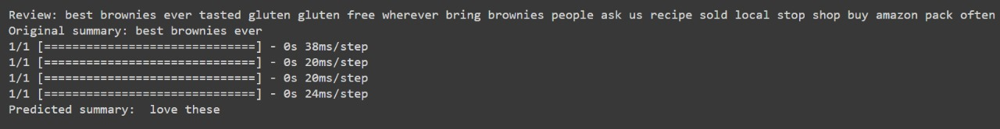 Review: best brownies ever tasted gluten gluten free wherever bring brownies people ask us recipe sold local stop shop buy amazon pack often
Original summary: best brownies ever
1/1 [==============================] - 0s 38ms/step
1/1 [==============================] - 0s 20ms/step
1/1 [==============================] - 0s 20ms/step
1/1 [==============================] - 0s 24ms/step
Predicted summary:  love these